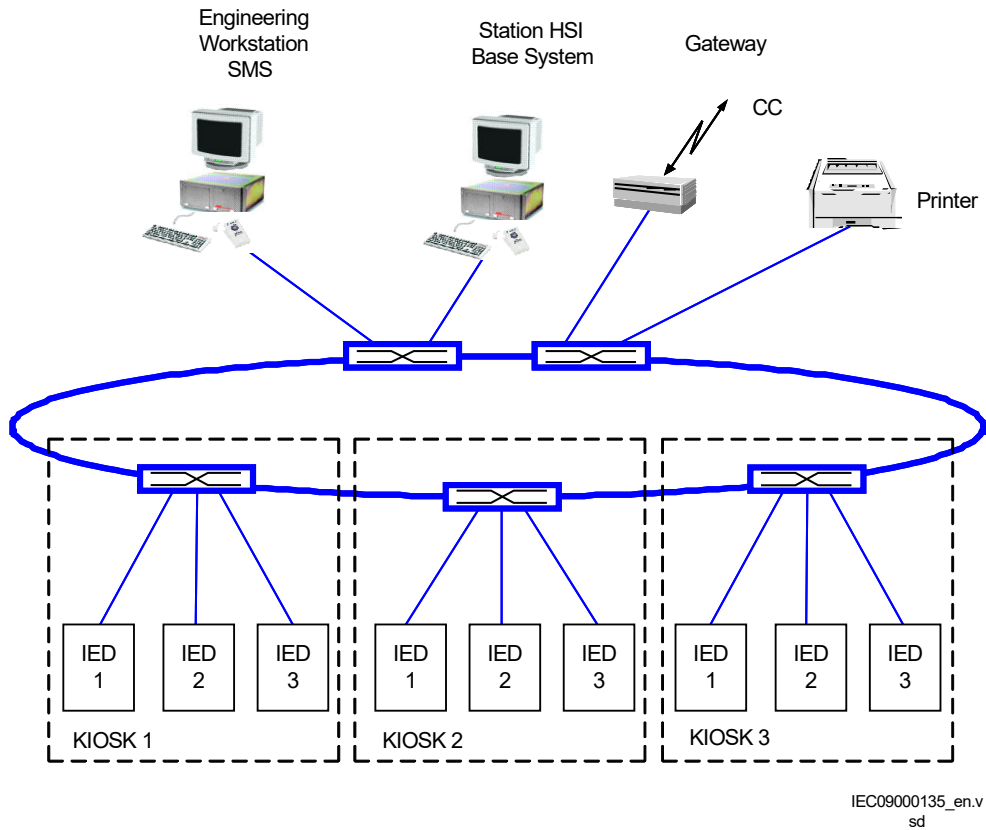 Engineering
Workstation
SMS
Station HSI
Base System
Gateway
CC
Printer
IED
1
IED
2
IED
3
KIOSK 1
IED
1
IED
2
IED
3
KIOSK 2
IED
1
IED
2
IED
3
KIOSK 3
IEC09000135_en.v
sd